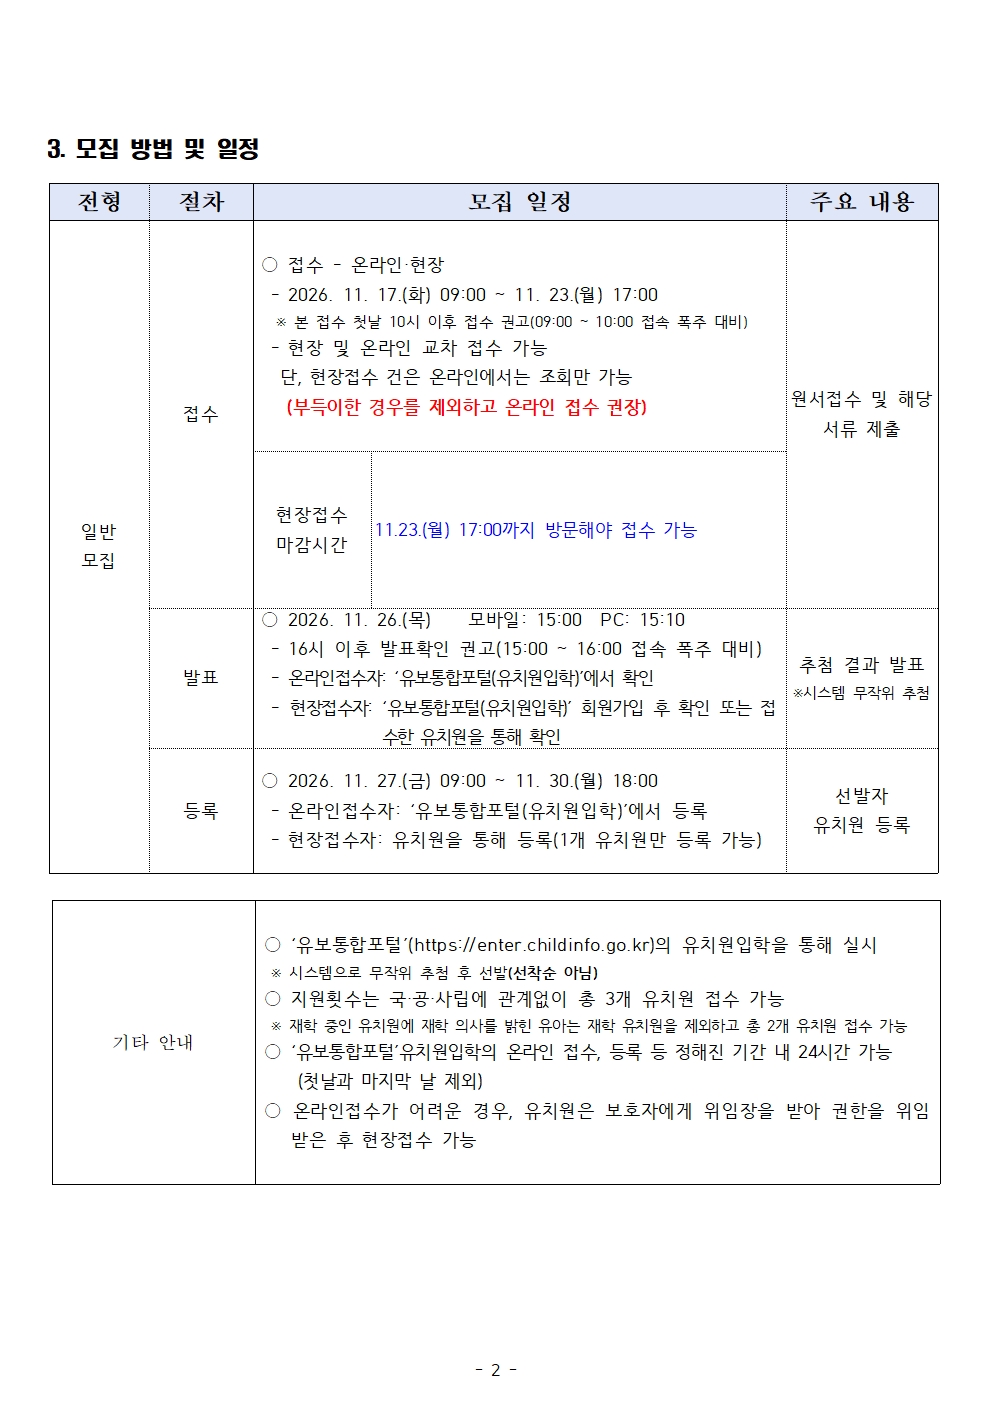 3. 모집 방법 및 일정
전형 절차 모집 일정 주요 내용
일반
모집
접수
○ 접수 - 온라인·현장
- 2026. 11. 17.(화) 09:00 ~ 11. 23.(월) 17:00
※ 본 접수 첫날 10시 이후 접수 권고(09:00 ~ 10:00 접속 폭주 대비)
- 현장 및 온라인 교차 접수 가능
단, 현장접수 건은 온라인에서는 조회만 가능
(부득이한 경우를 제외하고 온라인 접수 권장)
현장접수
마감시간
11.23.(월) 17:00까지 방문해야 접수 가능
원서접수 및 해당
서류 제출
발표
○ 2026. 11. 26.(목) 모바일: 15:00 PC: 15:10
- 16시 이후 발표확인 권고(15:00 ~ 16:00 접속 폭주 대비)
- 온라인접수자: ‘유보통합포털(유치원입학)’에서 확인
- 현장접수자: ‘유보통합포털(유치원입학)’ 회원가입 후 확인 또는 접
수한 유치원을 통해 확인
추첨 결과 발표
※시스템 무작위 추첨
등록
○ 2026. 11. 27.(금) 09:00 ~ 11. 30.(월) 18:00
- 온라인접수자: ‘유보통합포털(유치원입학)’에서 등록
- 현장접수자: 유치원을 통해 등록(1개 유치원만 등록 가능)
선발자
유치원 등록
기타 안내
○ ‘유보통합포털’(https://enter.childinfo.go.kr)의 유치원입학을 통해 실시
※ 시스템으로 무작위 추첨 후 선발(선착순 아님)
○ 지원횟수는 국·공·사립에 관계없이 총 3개 유치원 접수 가능
※ 재학 중인 유치원에 재학 의사를 밝힌 유아는 재학 유치원을 제외하고 총 2개 유치원 접수 가능
○ ‘유보통합포털’유치원입학의 온라인 접수, 등록 등 정해진 기간 내 24시간 가능
(첫날과 마지막 날 제외)
○ 온라인접수가 어려운 경우, 유치원은 보호자에게 위임장을 받아 권한을 위임
받은 후 현장접수 가능
- 2 -